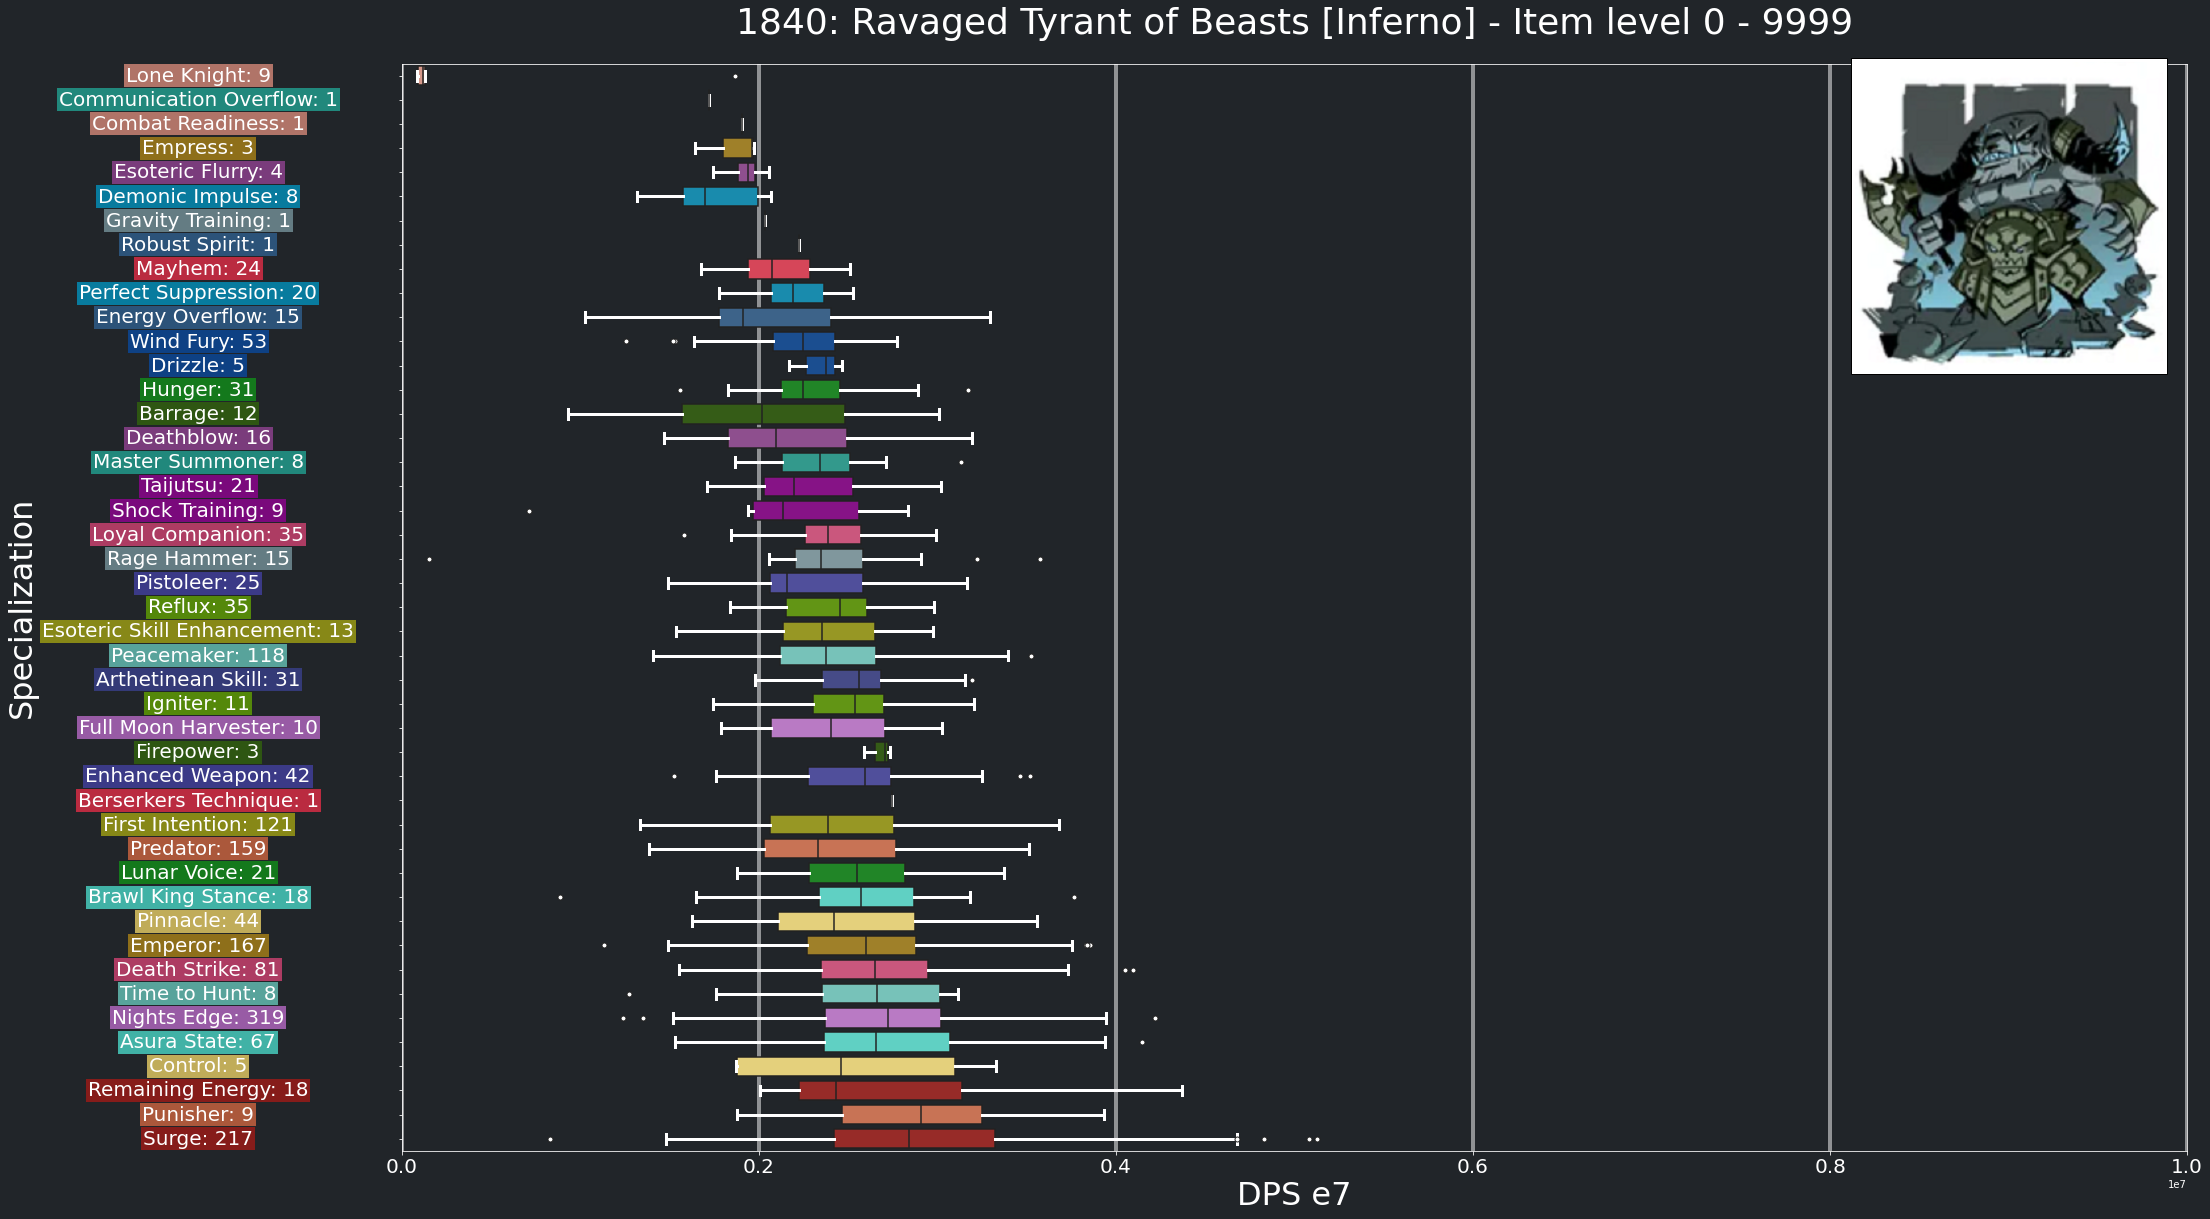 1840: Ravaged Tyrant of Beasts [Inferno] - Item level 0 - 9999
Specialization
Lone Knight: 9
Communication Overflow: 1
Combat Readiness: 1
Empress: 3
Esoteric Flurry: 4
Demonic Impulse: 8
Gravity Training: 1
Robust Spirit: 1
Mayhem: 24
Perfect Suppression: 20
Energy Overflow: 15
Wind Fury: 53
Drizzle: 5
Hunger: 31
Barrage: 12
Deathblow: 16
Master Summoner: 8
Taijutsu: 21
Shock Training: 9
Loyal Companion: 35
Rage Hammer: 15
Pistoleer: 25
Reflux: 35
Esoteric Skill Enhancement: 13
Peacemaker: 118
Arthetinean Skill: 31
Igniter: 11
Full Moon Harvester: 10
Firepower: 3
Enhanced Weapon: 42
Berserkers Technique: 1
First Intention: 121
Predator: 159
Lunar Voice: 21
Brawl King Stance: 18
Pinnacle: 44
Emperor: 167
Death Strike: 81
Time to Hunt: 8
Nights Edge: 319
Asura State: 67
Control: 5
Remaining Energy: 18
Punisher: 9
Surge: 217
0.0 0.2 0.4 0.6 0.8 1.0
1e7
DPS e7